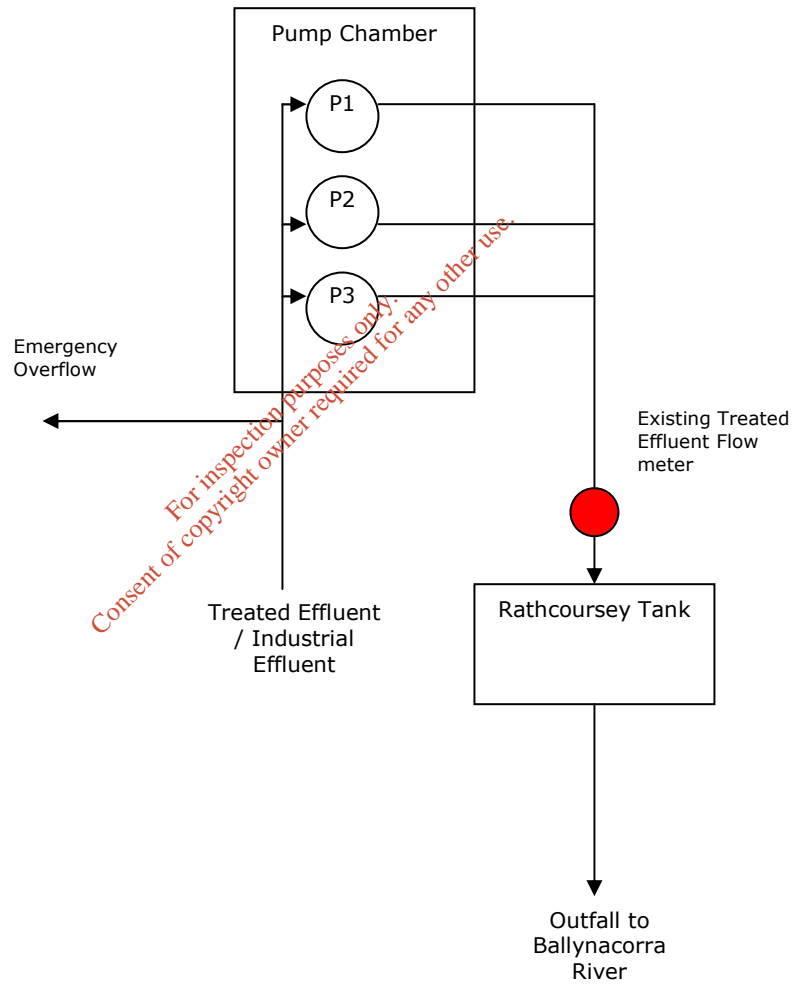 Pump Chamber
P1
P2
P3
Emergency
Overflow
For inspection purposes only.
Consent of copyright owner required for any other use.
Existing Treated
Effluent Flow
meter
Treated Effluent
/ Industrial
Effluent
Rathcoursey Tank
Outfall to
Ballynacorra
River